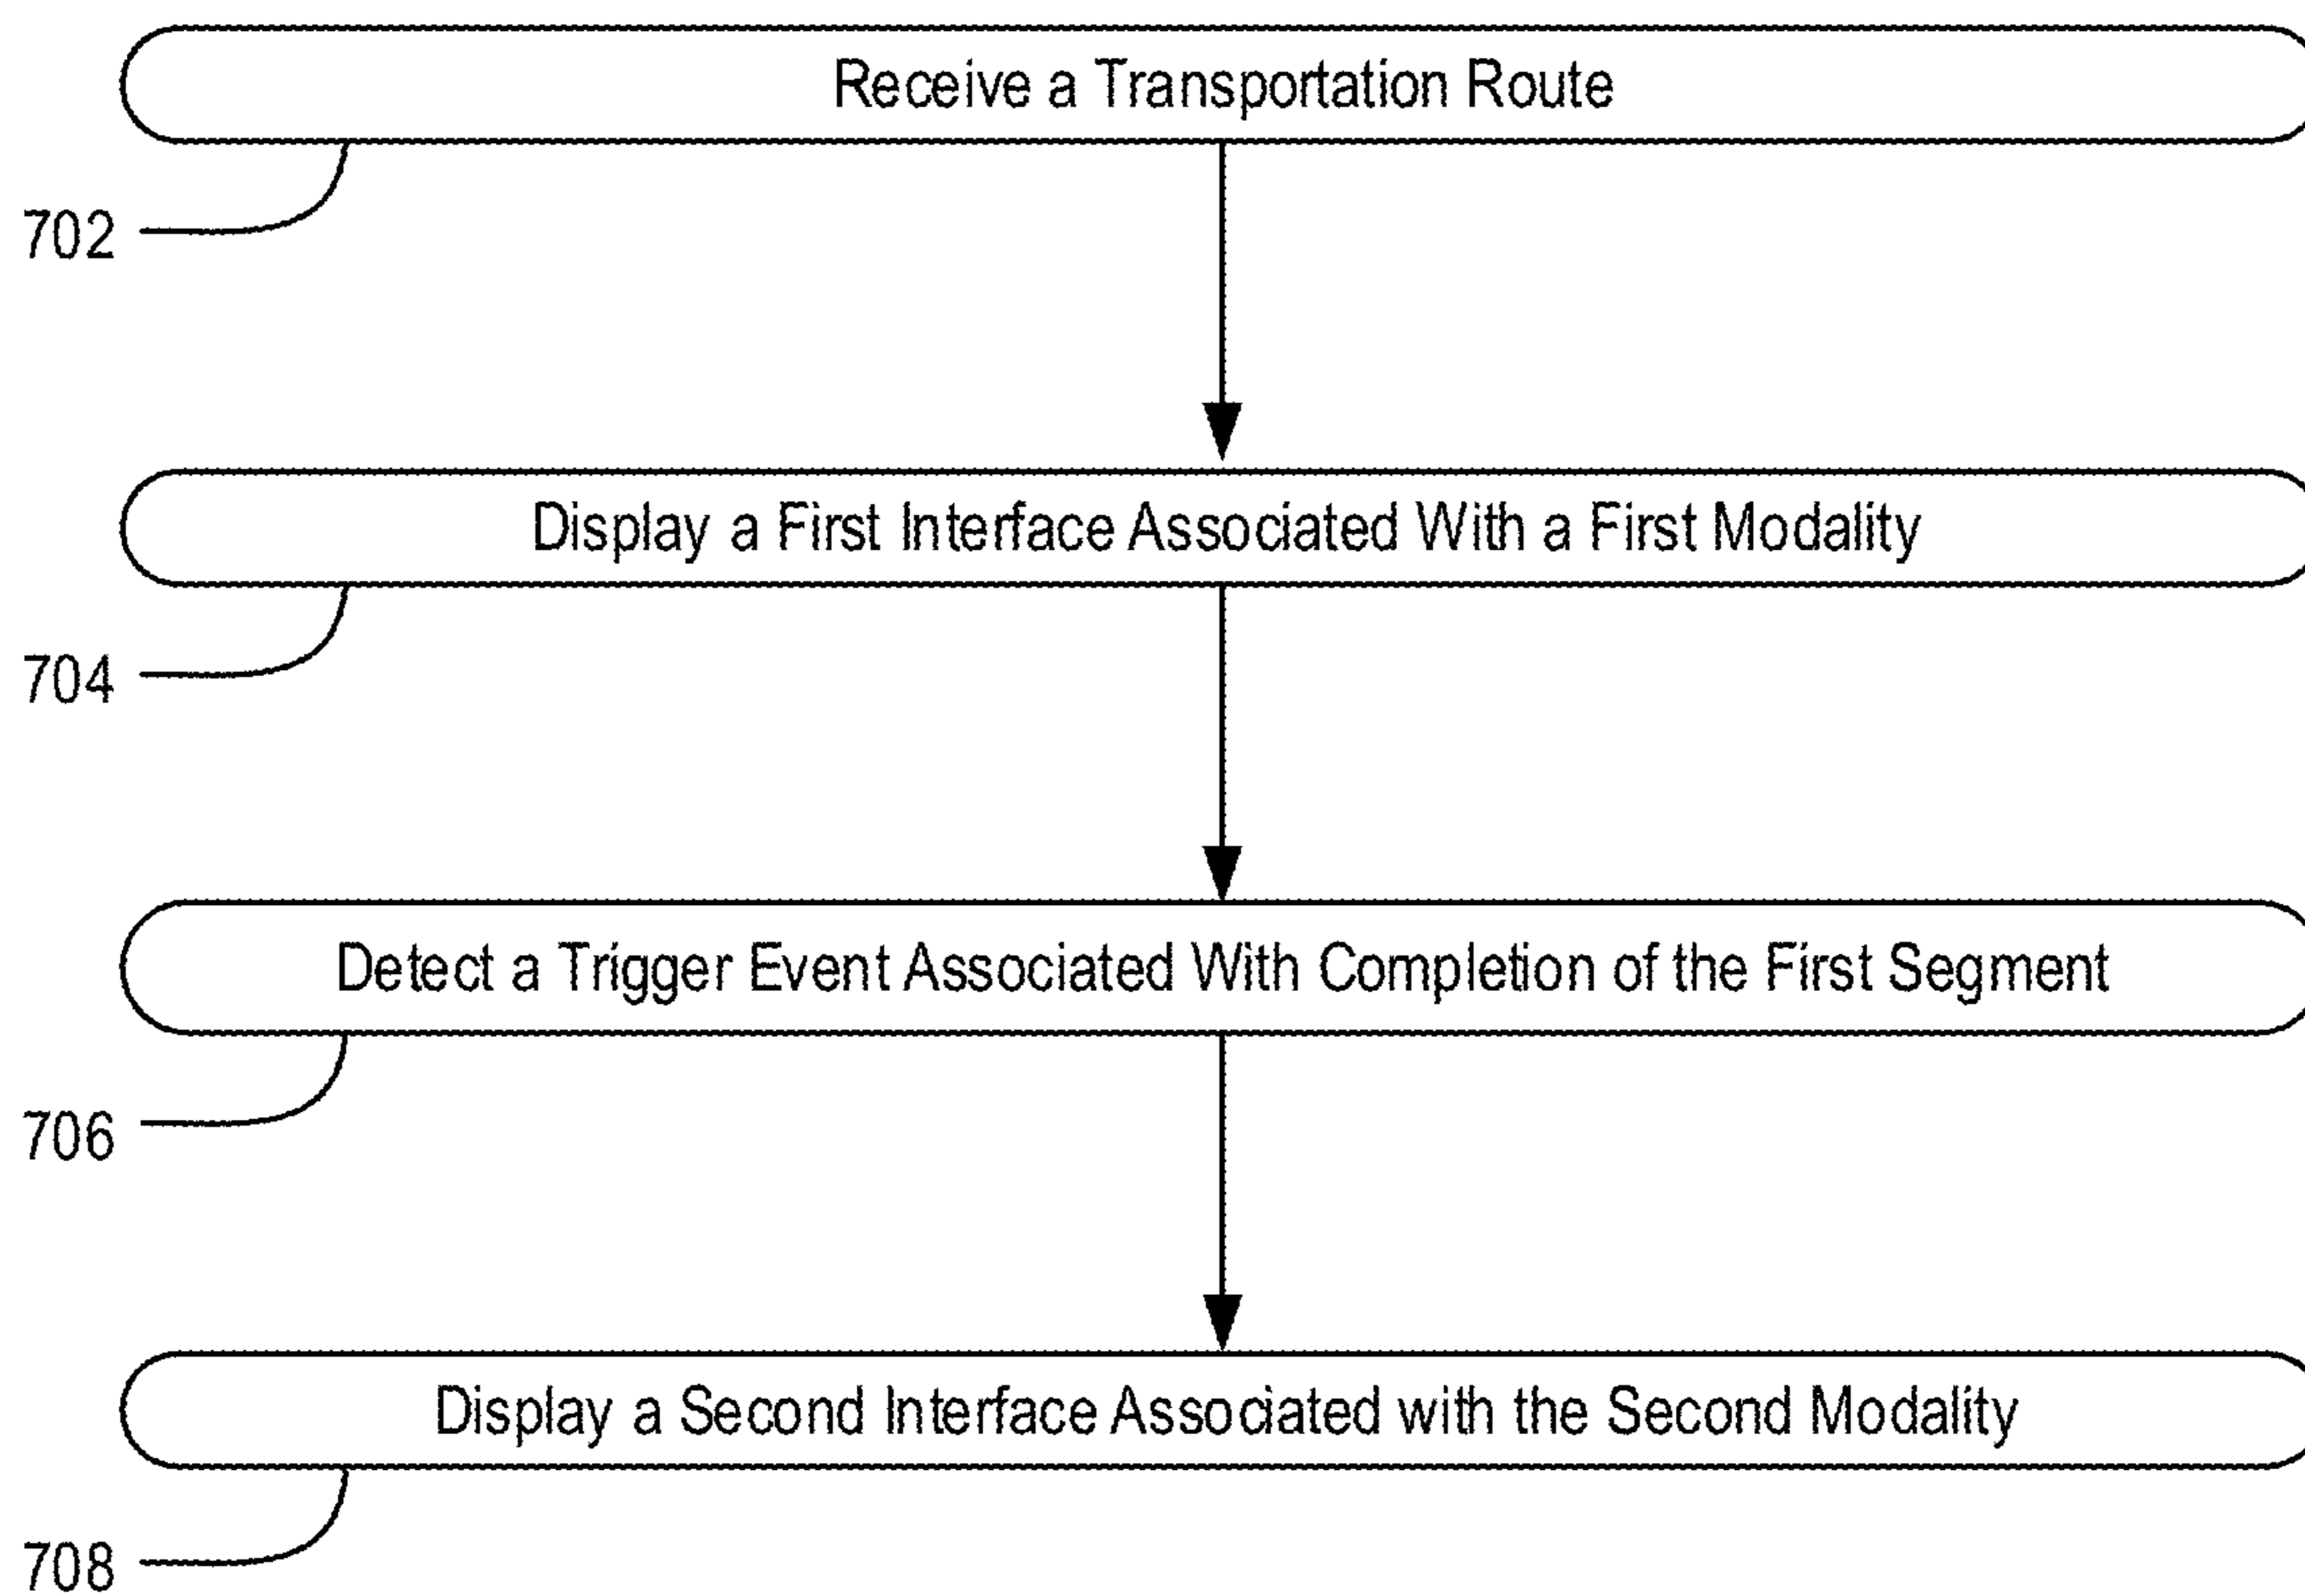 Receive a Transportation Route
702
Display a First Interface Associated With a First Modality
704
Detect a Trigger Event Associated With Completion of the First Segment
706
Display a Second Interface Associated with the Second Modality
708